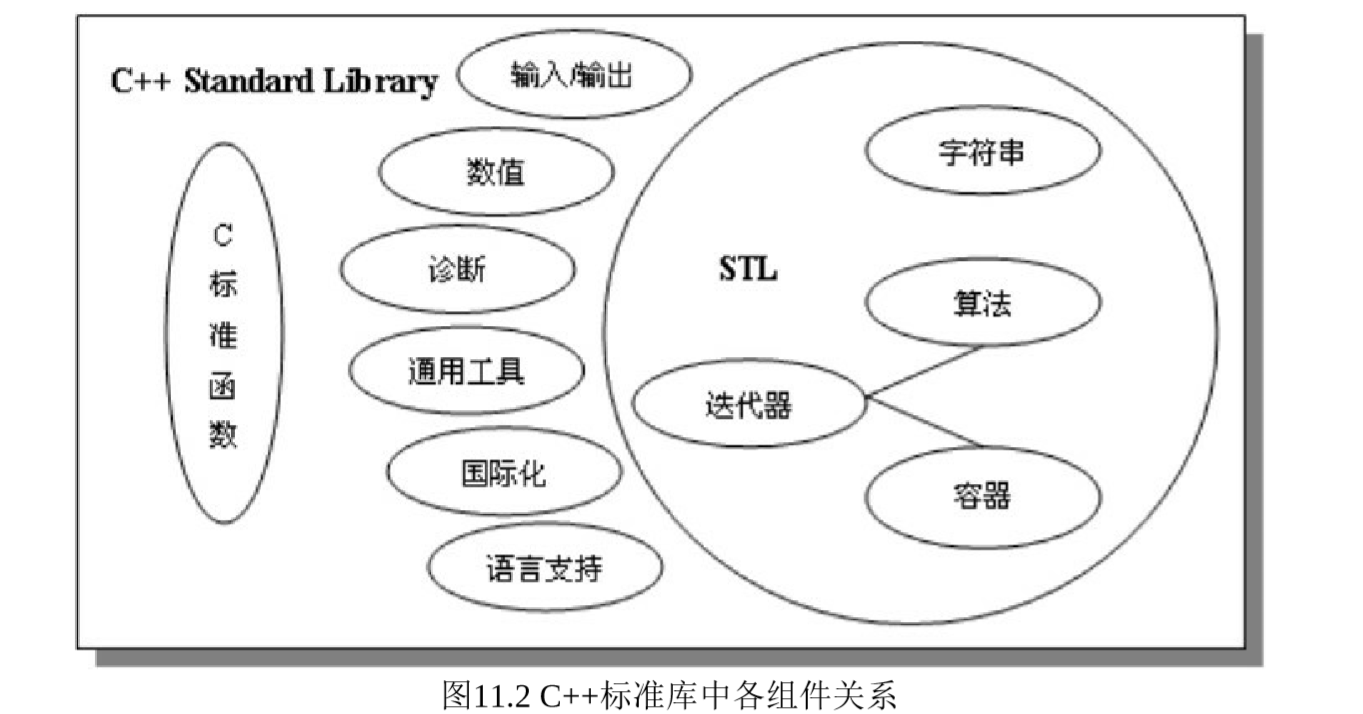 C++ Standard Library
输入/输出
数值
诊断
通用工具
国际化
语言支持
C
标
准
函
数
STL
字符串
算法
迭代器
容器
图11.2 C++标准库中各组件关系